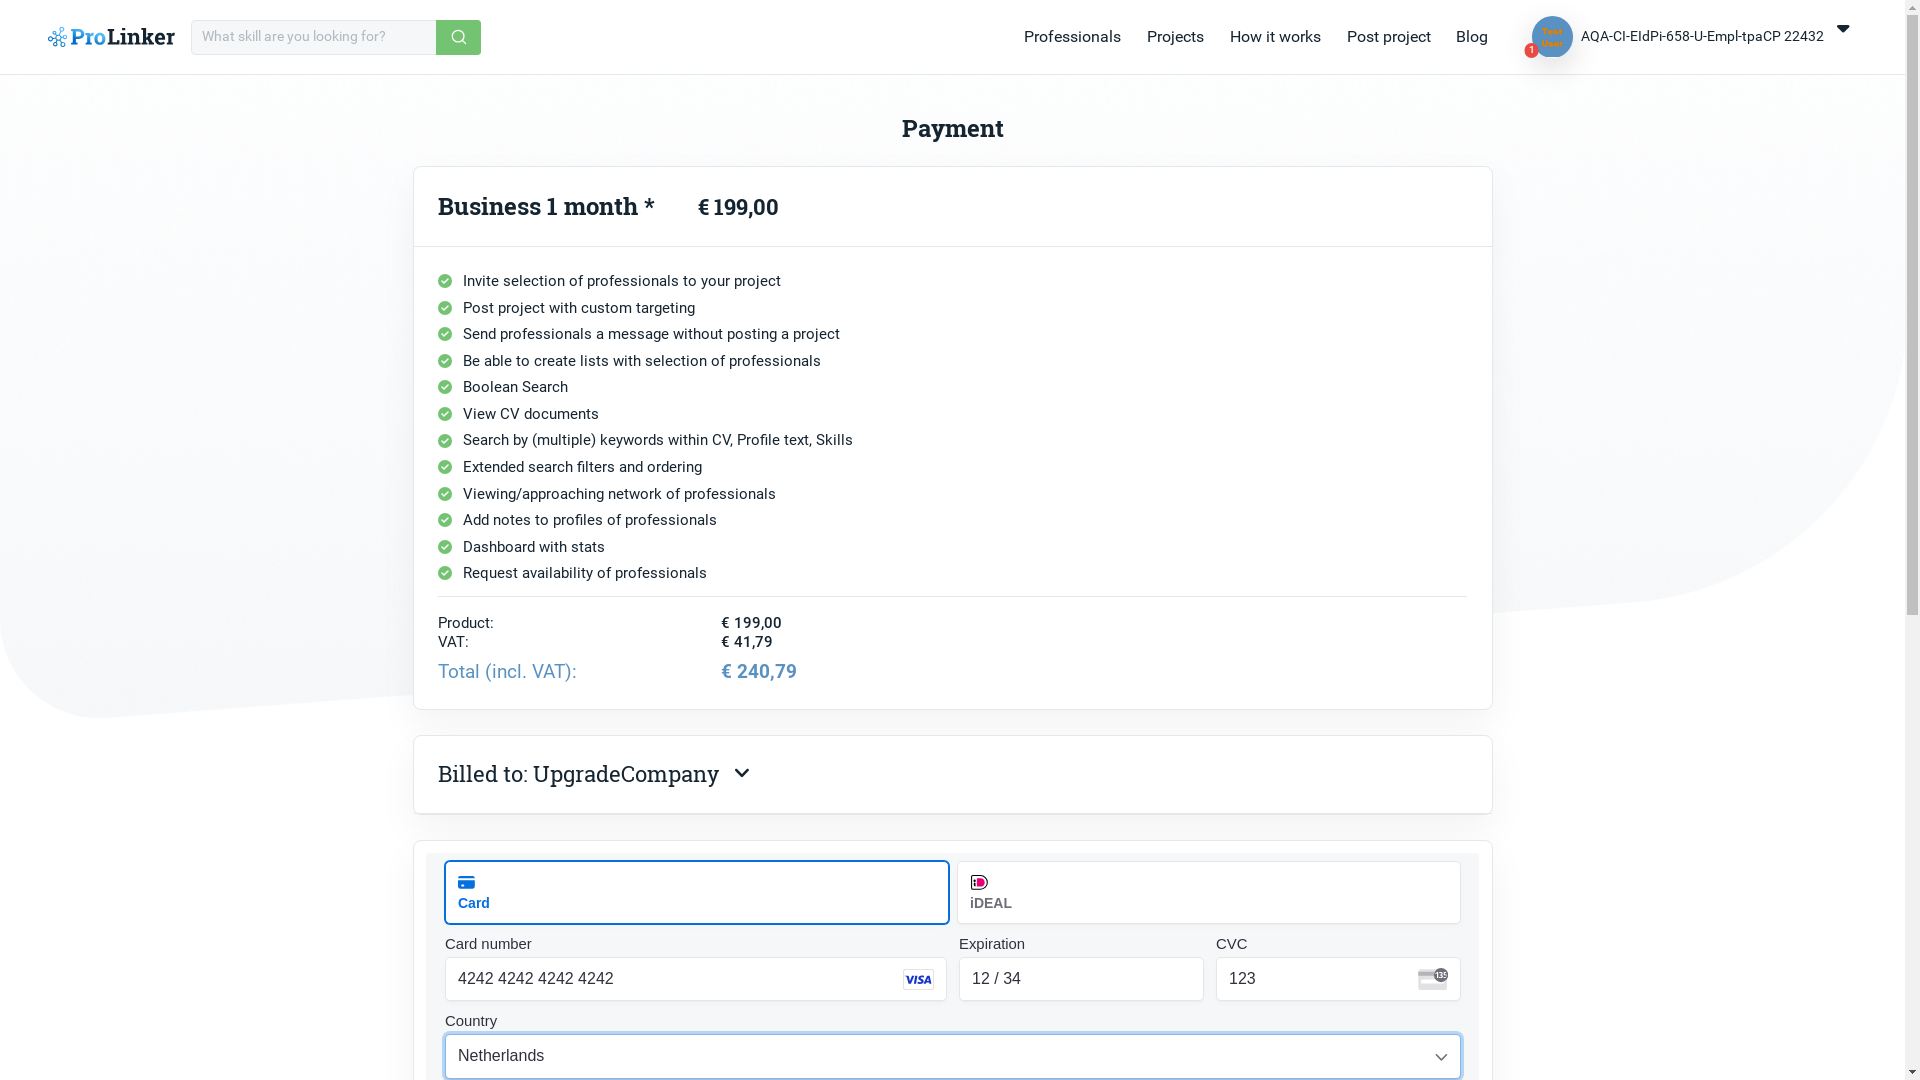 ProLinker
What skill are you looking for?
Professionals
Projects
How it works
Post project
Blog
Test
User
1
AQA-CI-EIdPi-658-U-Empl-tpaCP 22432
Payment
Business 1 month * € 199,00
Invite selection of professionals to your project
Post project with custom targeting
Send professionals a message without posting a project
Be able to create lists with selection of professionals
Boolean Search
View CV documents
Search by (multiple) keywords within CV, Profile text, Skills
Extended search filters and ordering
Viewing/approaching network of professionals
Add notes to profiles of professionals
Dashboard with stats
Request availability of professionals
Product: € 199,00
VAT: € 41,79
Total (incl. VAT): € 240,79
Billed to: UpgradeCompany
Card
iDEAL
Card number
Expiration
CVC
4242 4242 4242 4242
VISA
12 / 34
123
135
Country
Netherlands